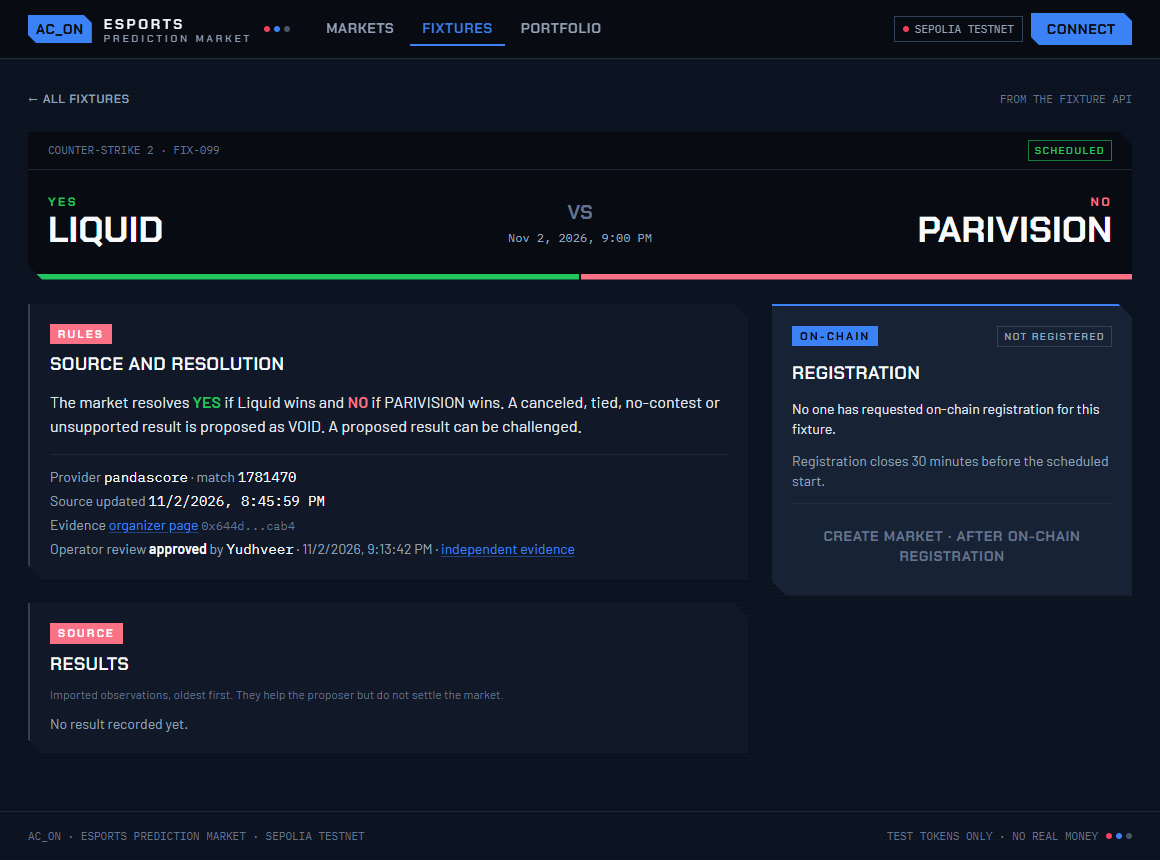 AC_ON
ESPORTS
PREDICTION MARKET
MARKETS
FIXTURES
PORTFOLIO
SEPOLIA TESTNET
CONNECT
← ALL FIXTURES
FROM THE FIXTURE API
COUNTER-STRIKE 2 · FIX-099
SCHEDULED
YES
LIQUID
VS
Nov 2, 2026, 9:00 PM
NO
PARIVISION
RULES
SOURCE AND RESOLUTION
The market resolves YES if Liquid wins and NO if PARIVISION wins. A canceled, tied, no-contest or
unsupported result is proposed as VOID. A proposed result can be challenged.
Provider pandascore · match 1781470
Source updated 11/2/2026, 8:45:59 PM
Evidence organizer page 0x644d...cab4
Operator review approved by Yudhveer · 11/2/2026, 9:13:42 PM · independent evidence
ON-CHAIN
NOT REGISTERED
REGISTRATION
No one has requested on-chain registration for this
fixture.
Registration closes 30 minutes before the scheduled
start.
CREATE MARKET · AFTER ON-CHAIN
REGISTRATION
SOURCE
RESULTS
Imported observations, oldest first. They help the proposer but do not settle the market.
No result recorded yet.
AC_ON · ESPORTS PREDICTION MARKET · SEPOLIA TESTNET
TEST TOKENS ONLY · NO REAL MONEY